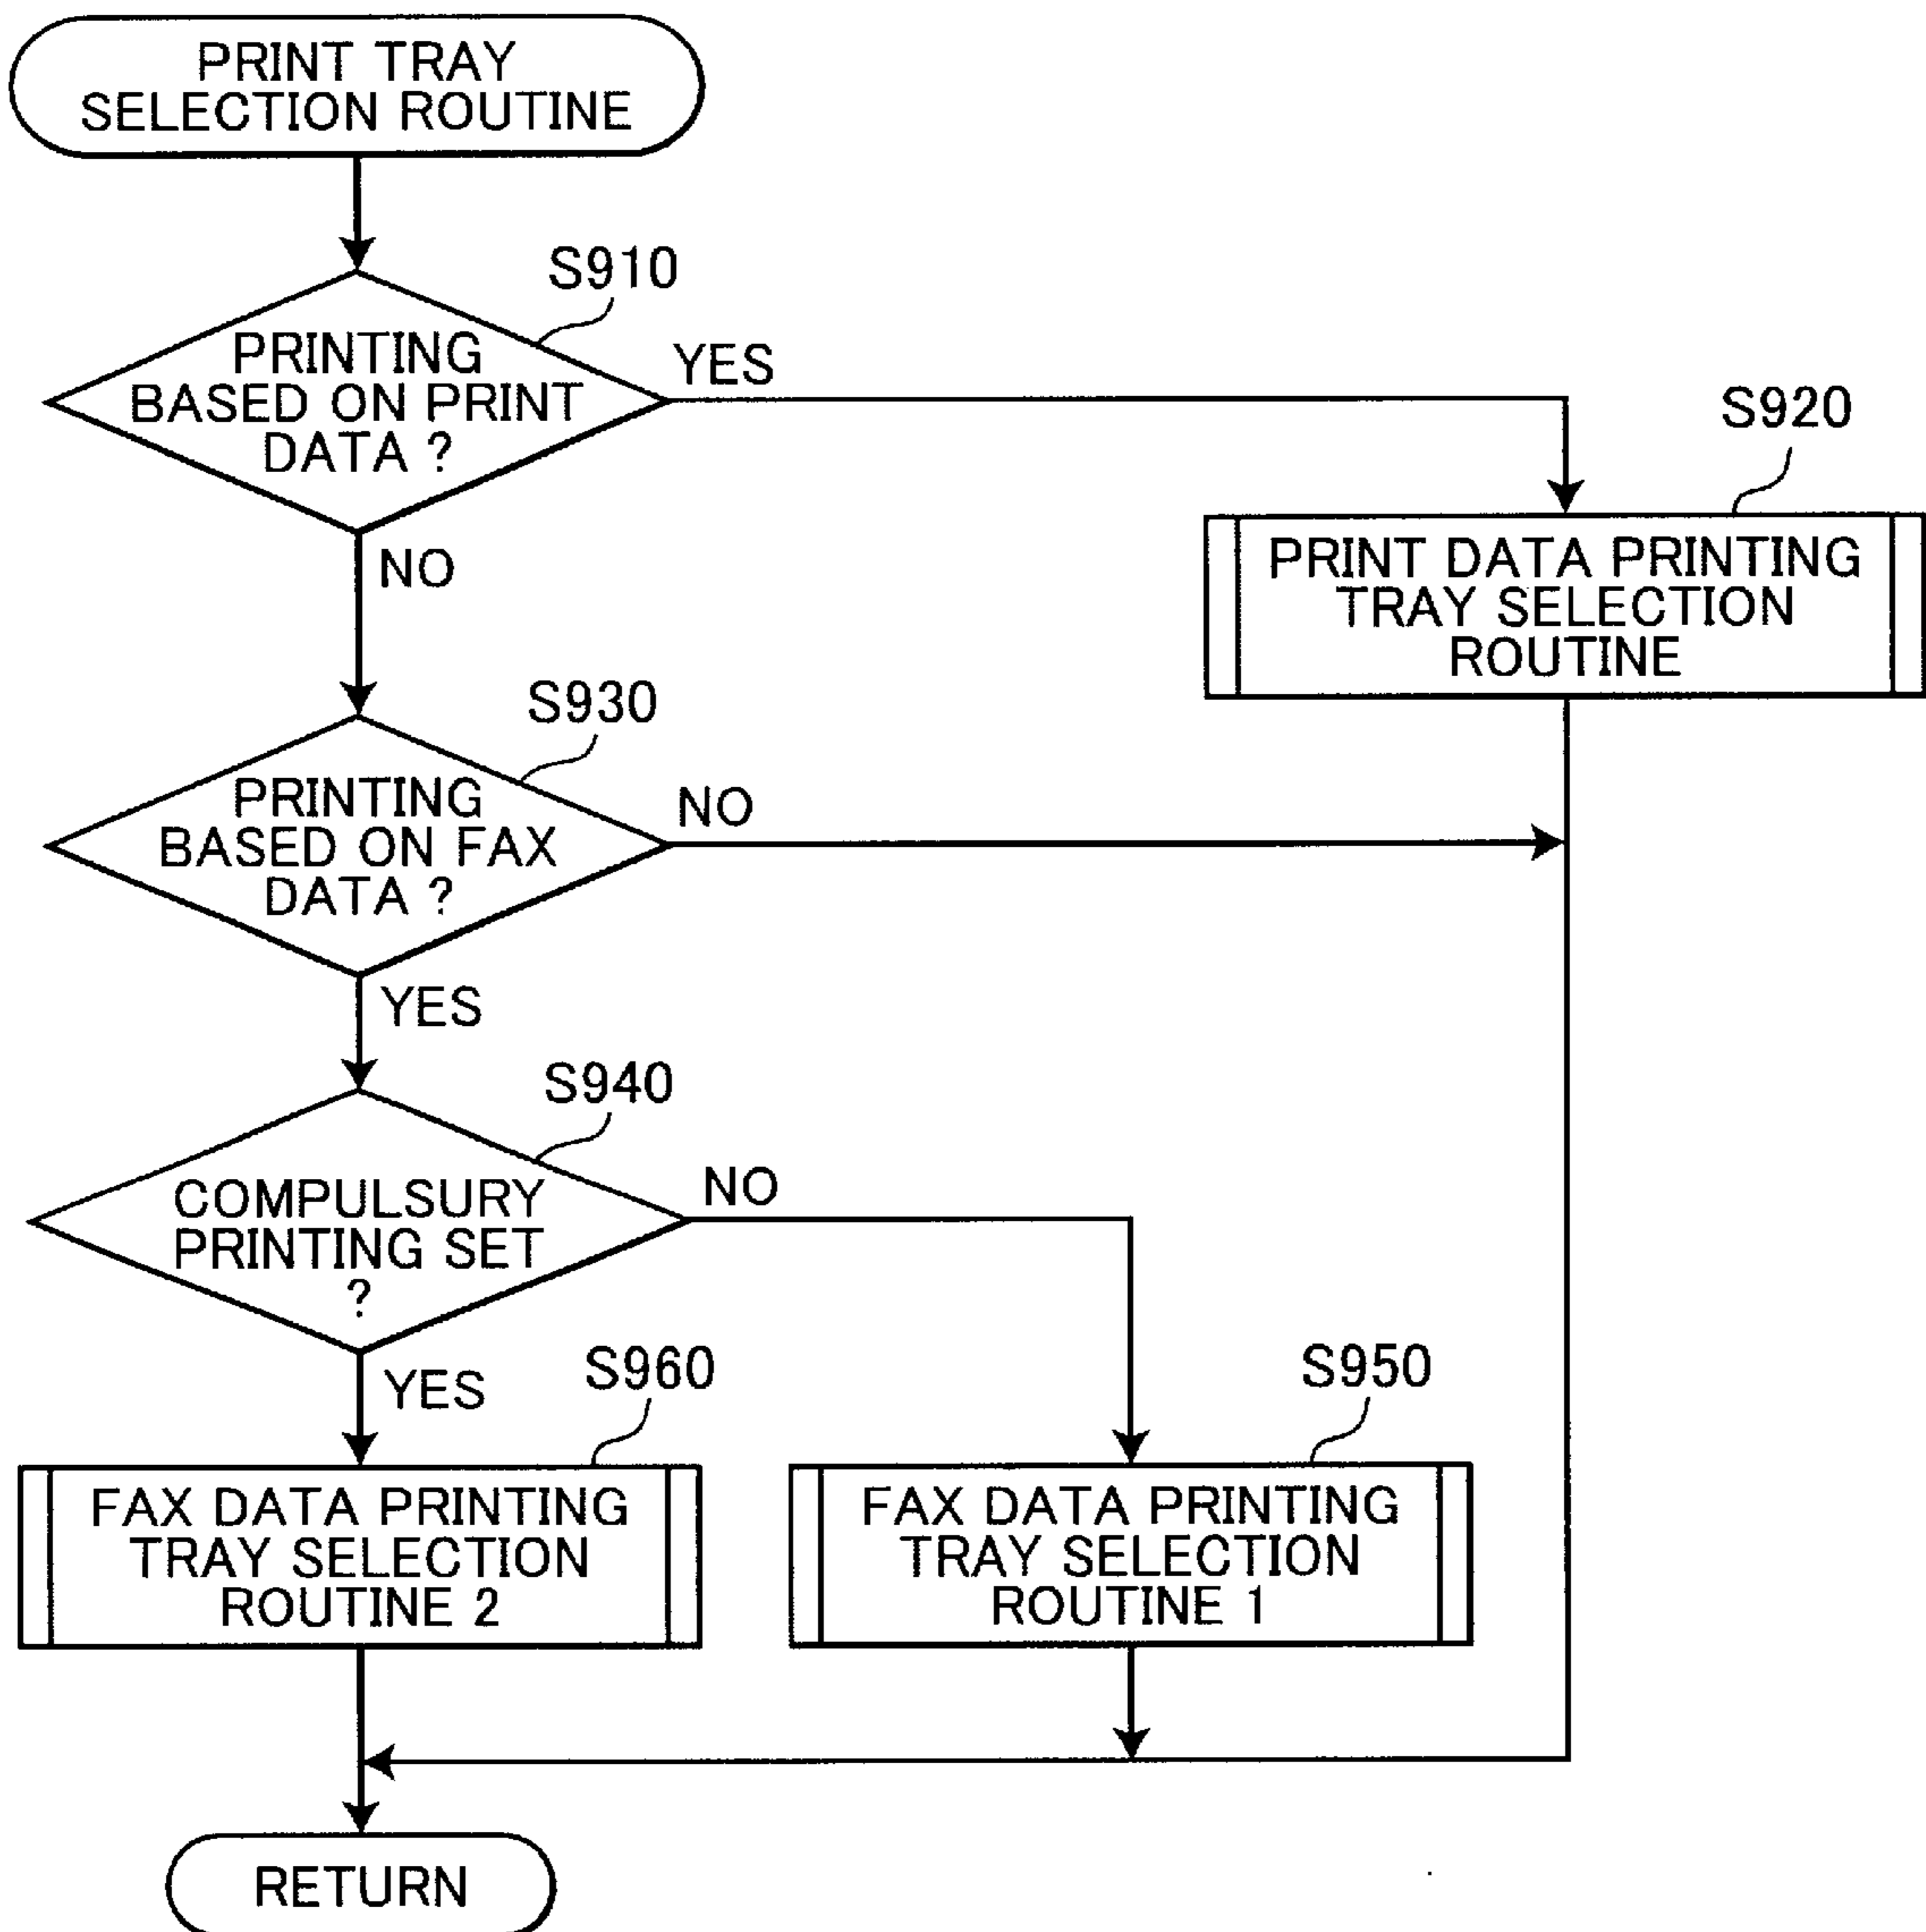 PRINT TRAY
SELECTION ROUTINE
S910
PRINTING
BASED ON PRINT
DATA ?
YES
NO
S920
PRINT DATA PRINTING
TRAY SELECTION
ROUTINE
S930
PRINTING
BASED ON FAX
DATA ?
NO
YES
S940
COMPULSURY
PRINTING SET
?
NO
YES
S960
FAX DATA PRINTING
TRAY SELECTION
ROUTINE 2
S950
FAX DATA PRINTING
TRAY SELECTION
ROUTINE 1
RETURN